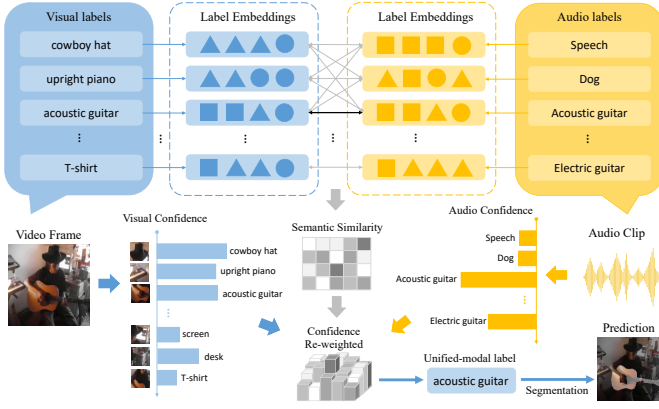 Visual labels
Label Embeddings
Label Embeddings
Audio labels
cowboy hat
Speech
upright piano
Dog
acoustic guitar
Acoustic guitar
...
...
...
...
...
...
T-shirt
Electric guitar
Video Frame
Visual Confidence
Semantic Similarity
Audio Confidence
Audio Clip
cowboy hat
upright piano
acoustic guitar
...
screen
desk
T-shirt
Speech
Dog
Acoustic guitar
...
Electric guitar
Confidence
Re-weighted
Unified-modal label
acoustic guitar
Segmentation
Prediction